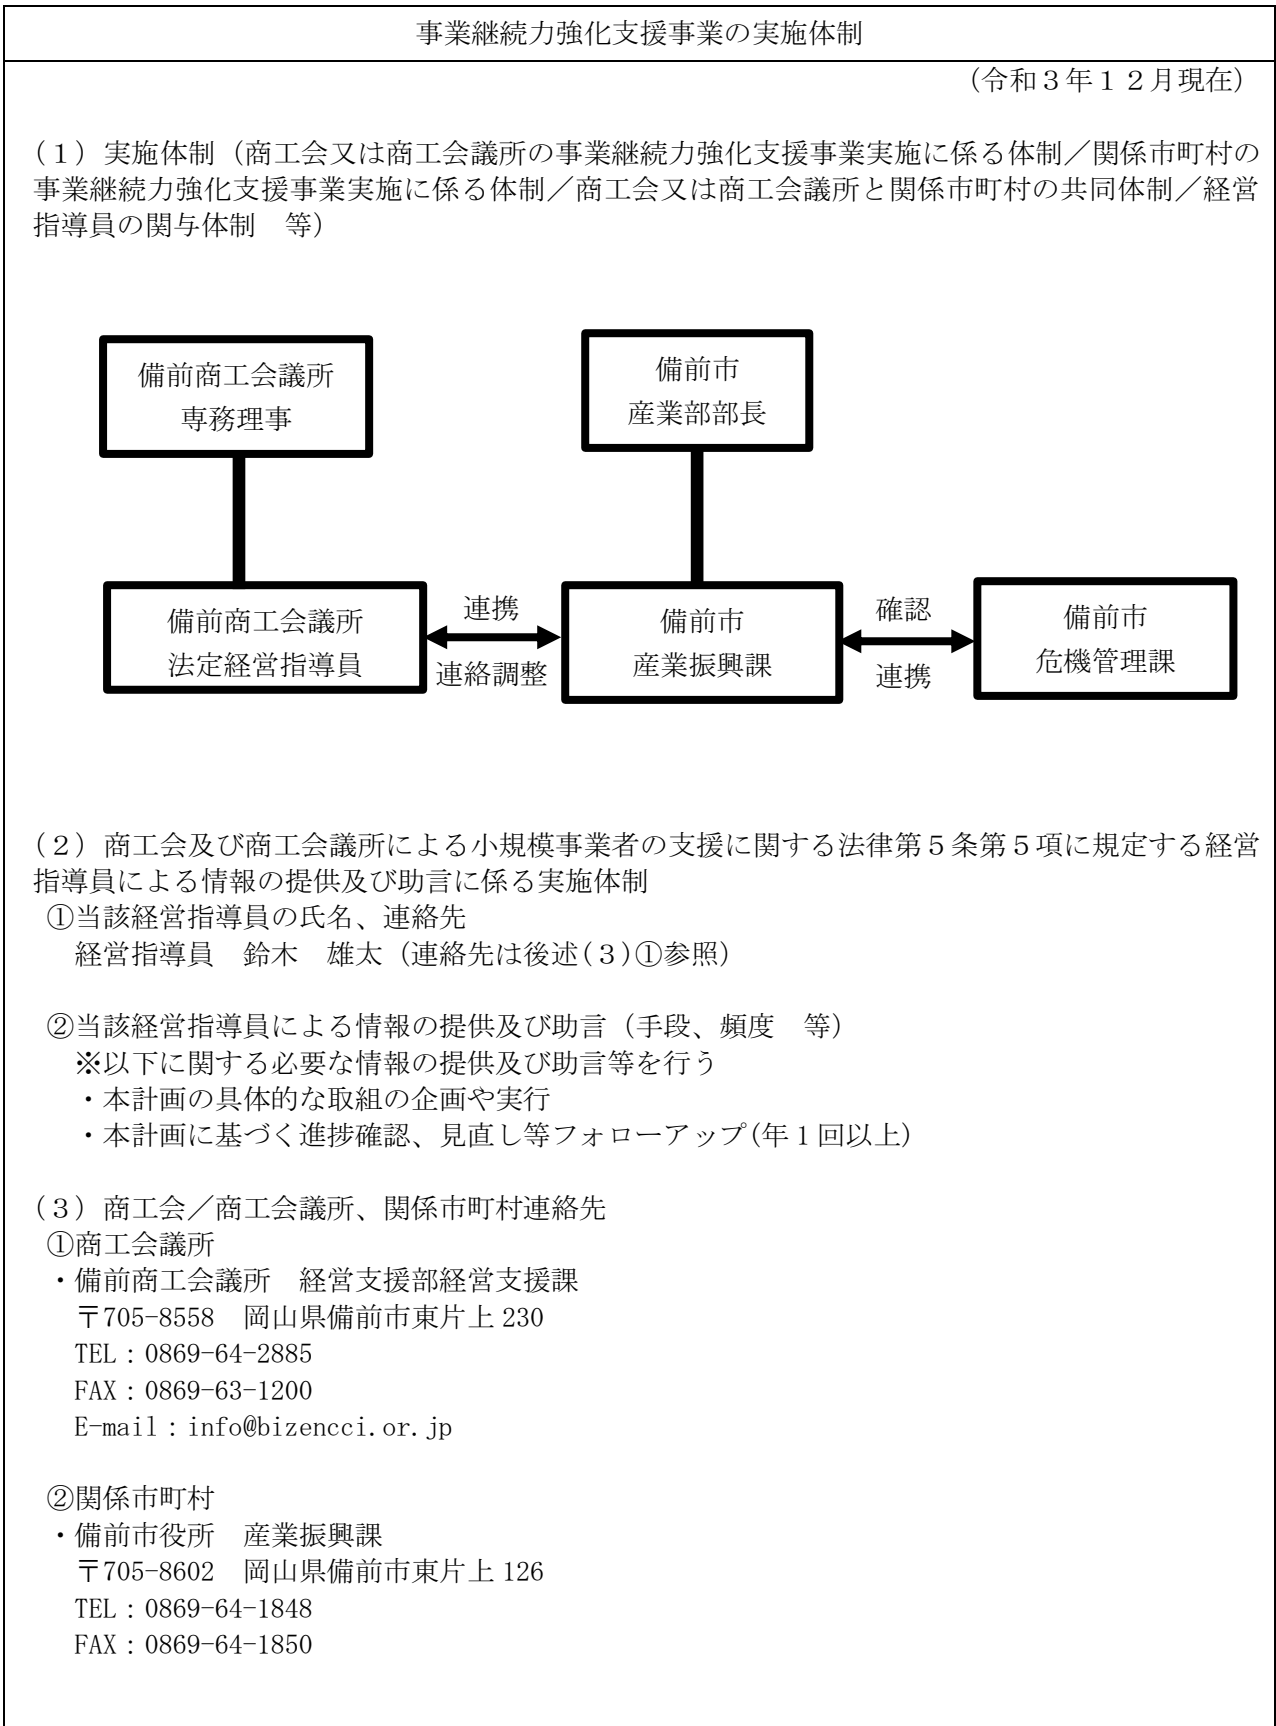 事業継続力強化支援事業の実施体制
（令和３年１２月現在）
（１）実施体制（商工会又は商工会議所の事業継続力強化支援事業実施に係る体制／関係市町村の
事業継続力強化支援事業実施に係る体制／商工会又は商工会議所と関係市町村の共同体制／経営
指導員の関与体制　等）
備前商工会議所
専務理事
備前市
産業部部長
備前商工会議所
法定経営指導員
連携
連絡調整
備前市
産業振興課
確認
連携
備前市
危機管理課
（２）商工会及び商工会議所による小規模事業者の支援に関する法律第５条第５項に規定する経営
指導員による情報の提供及び助言に係る実施体制
①当該経営指導員の氏名、連絡先
経営指導員　鈴木　雄太（連絡先は後述(３)①参照）
②当該経営指導員による情報の提供及び助言（手段、頻度　等）
※以下に関する必要な情報の提供及び助言等を行う
・本計画の具体的な取組の企画や実行
・本計画に基づく進捗確認、見直し等フォローアップ(年１回以上)
（３）商工会／商工会議所、関係市町村連絡先
①商工会議所
・備前商工会議所　経営支援部経営支援課
〒705-8558　岡山県備前市東片上 230
TEL：0869-64-2885
FAX：0869-63-1200
E-mail：info@bizencci.or.jp
②関係市町村
・備前市役所　産業振興課
〒705-8602　岡山県備前市東片上 126
TEL：0869-64-1848
FAX：0869-64-1850